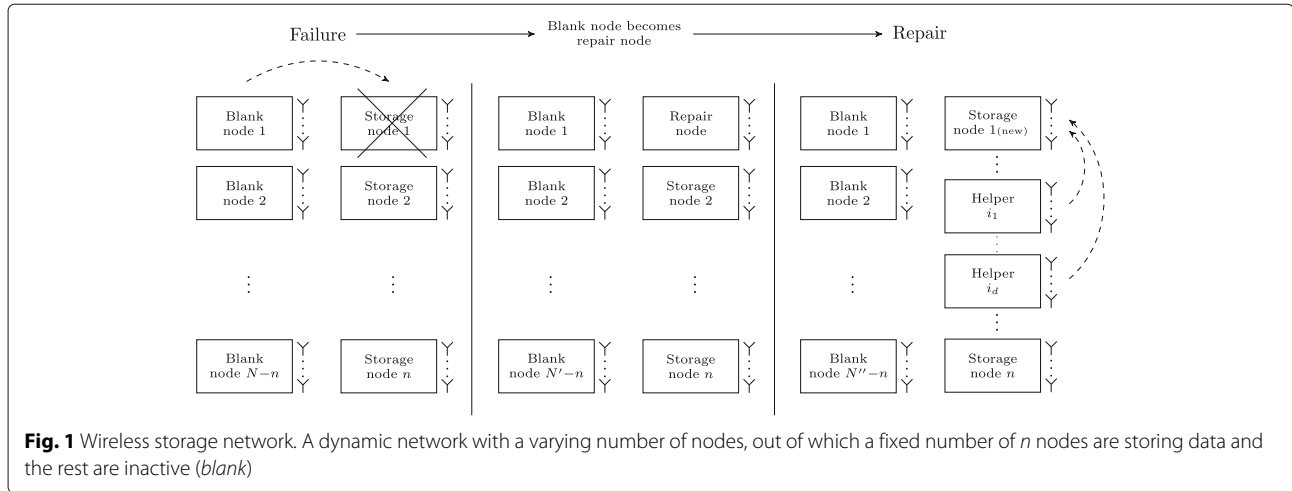 Failure
Blank node becomes
repair node
Repair
Blank
node 1
Storage
node 1
Blank
node 2
Storage
node 2
Blank
node N−n
Storage
node n
Blank
node 1
Repair
node
Blank
node 2
Storage
node 2
Blank
node N′−n
Storage
node n
Blank
node 1
Storage
node 1(new)
Blank
node 2
Helper
i1
Helper
id
Blank
node N′′−n
Storage
node n
Fig. 1 Wireless storage network. A dynamic network with a varying number of nodes, out of which a fixed number of n nodes are storing data and
the rest are inactive (blank)